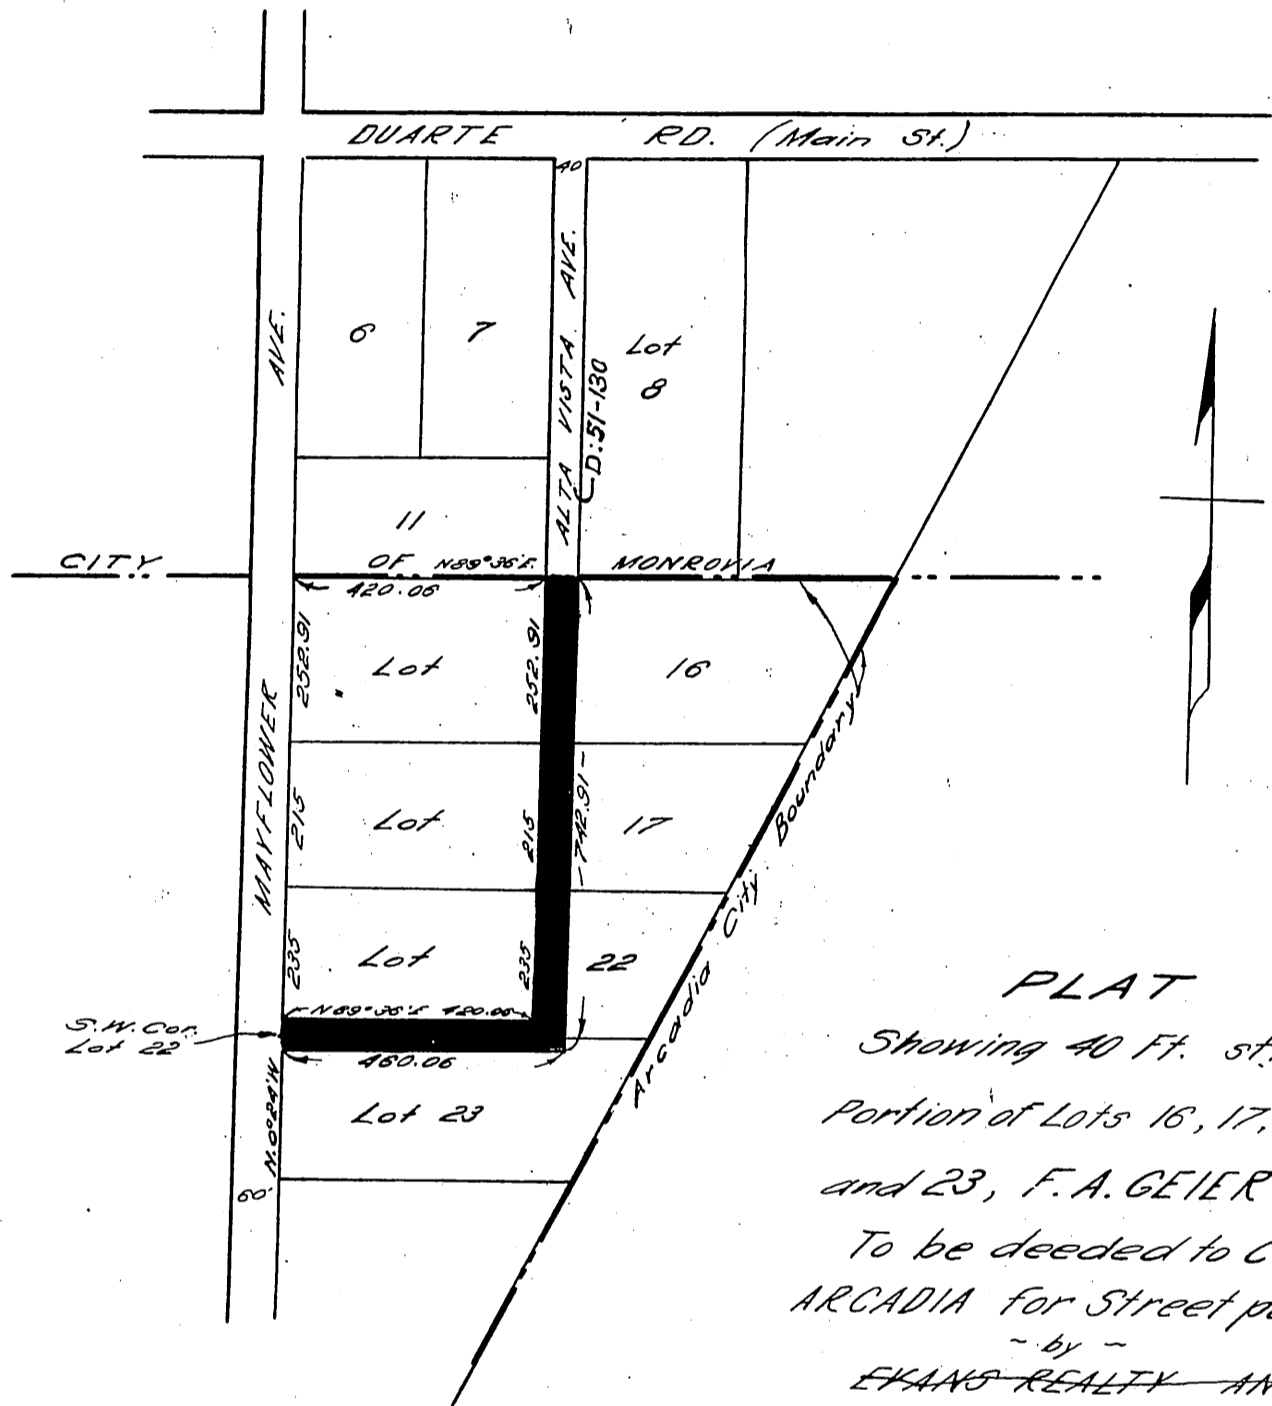 DUARTE RD. (Main St.)
40
AVE.
ALTA VISTA AVE.
D:51-130
6
7
Lot
8
11
CITY OF N89°36'E. MONROVIA
420.06
252.91
Lot
252.91
16
MAYFLOWER
215
Lot
215
-742.91-
17
Arcadia City Boundary
235
Lot
235
22
N89°36'E 420.06
S.W. Cor.
Lot 22
460.06
N.0°24'W
Lot 23
60'
PLAT
Showing 40 Ft. st.
Portion of Lots 16, 17,
and 23, F.A. GEIER
To be deeded to C
ARCADIA for Street
~ by ~
EVANS REALTY AN